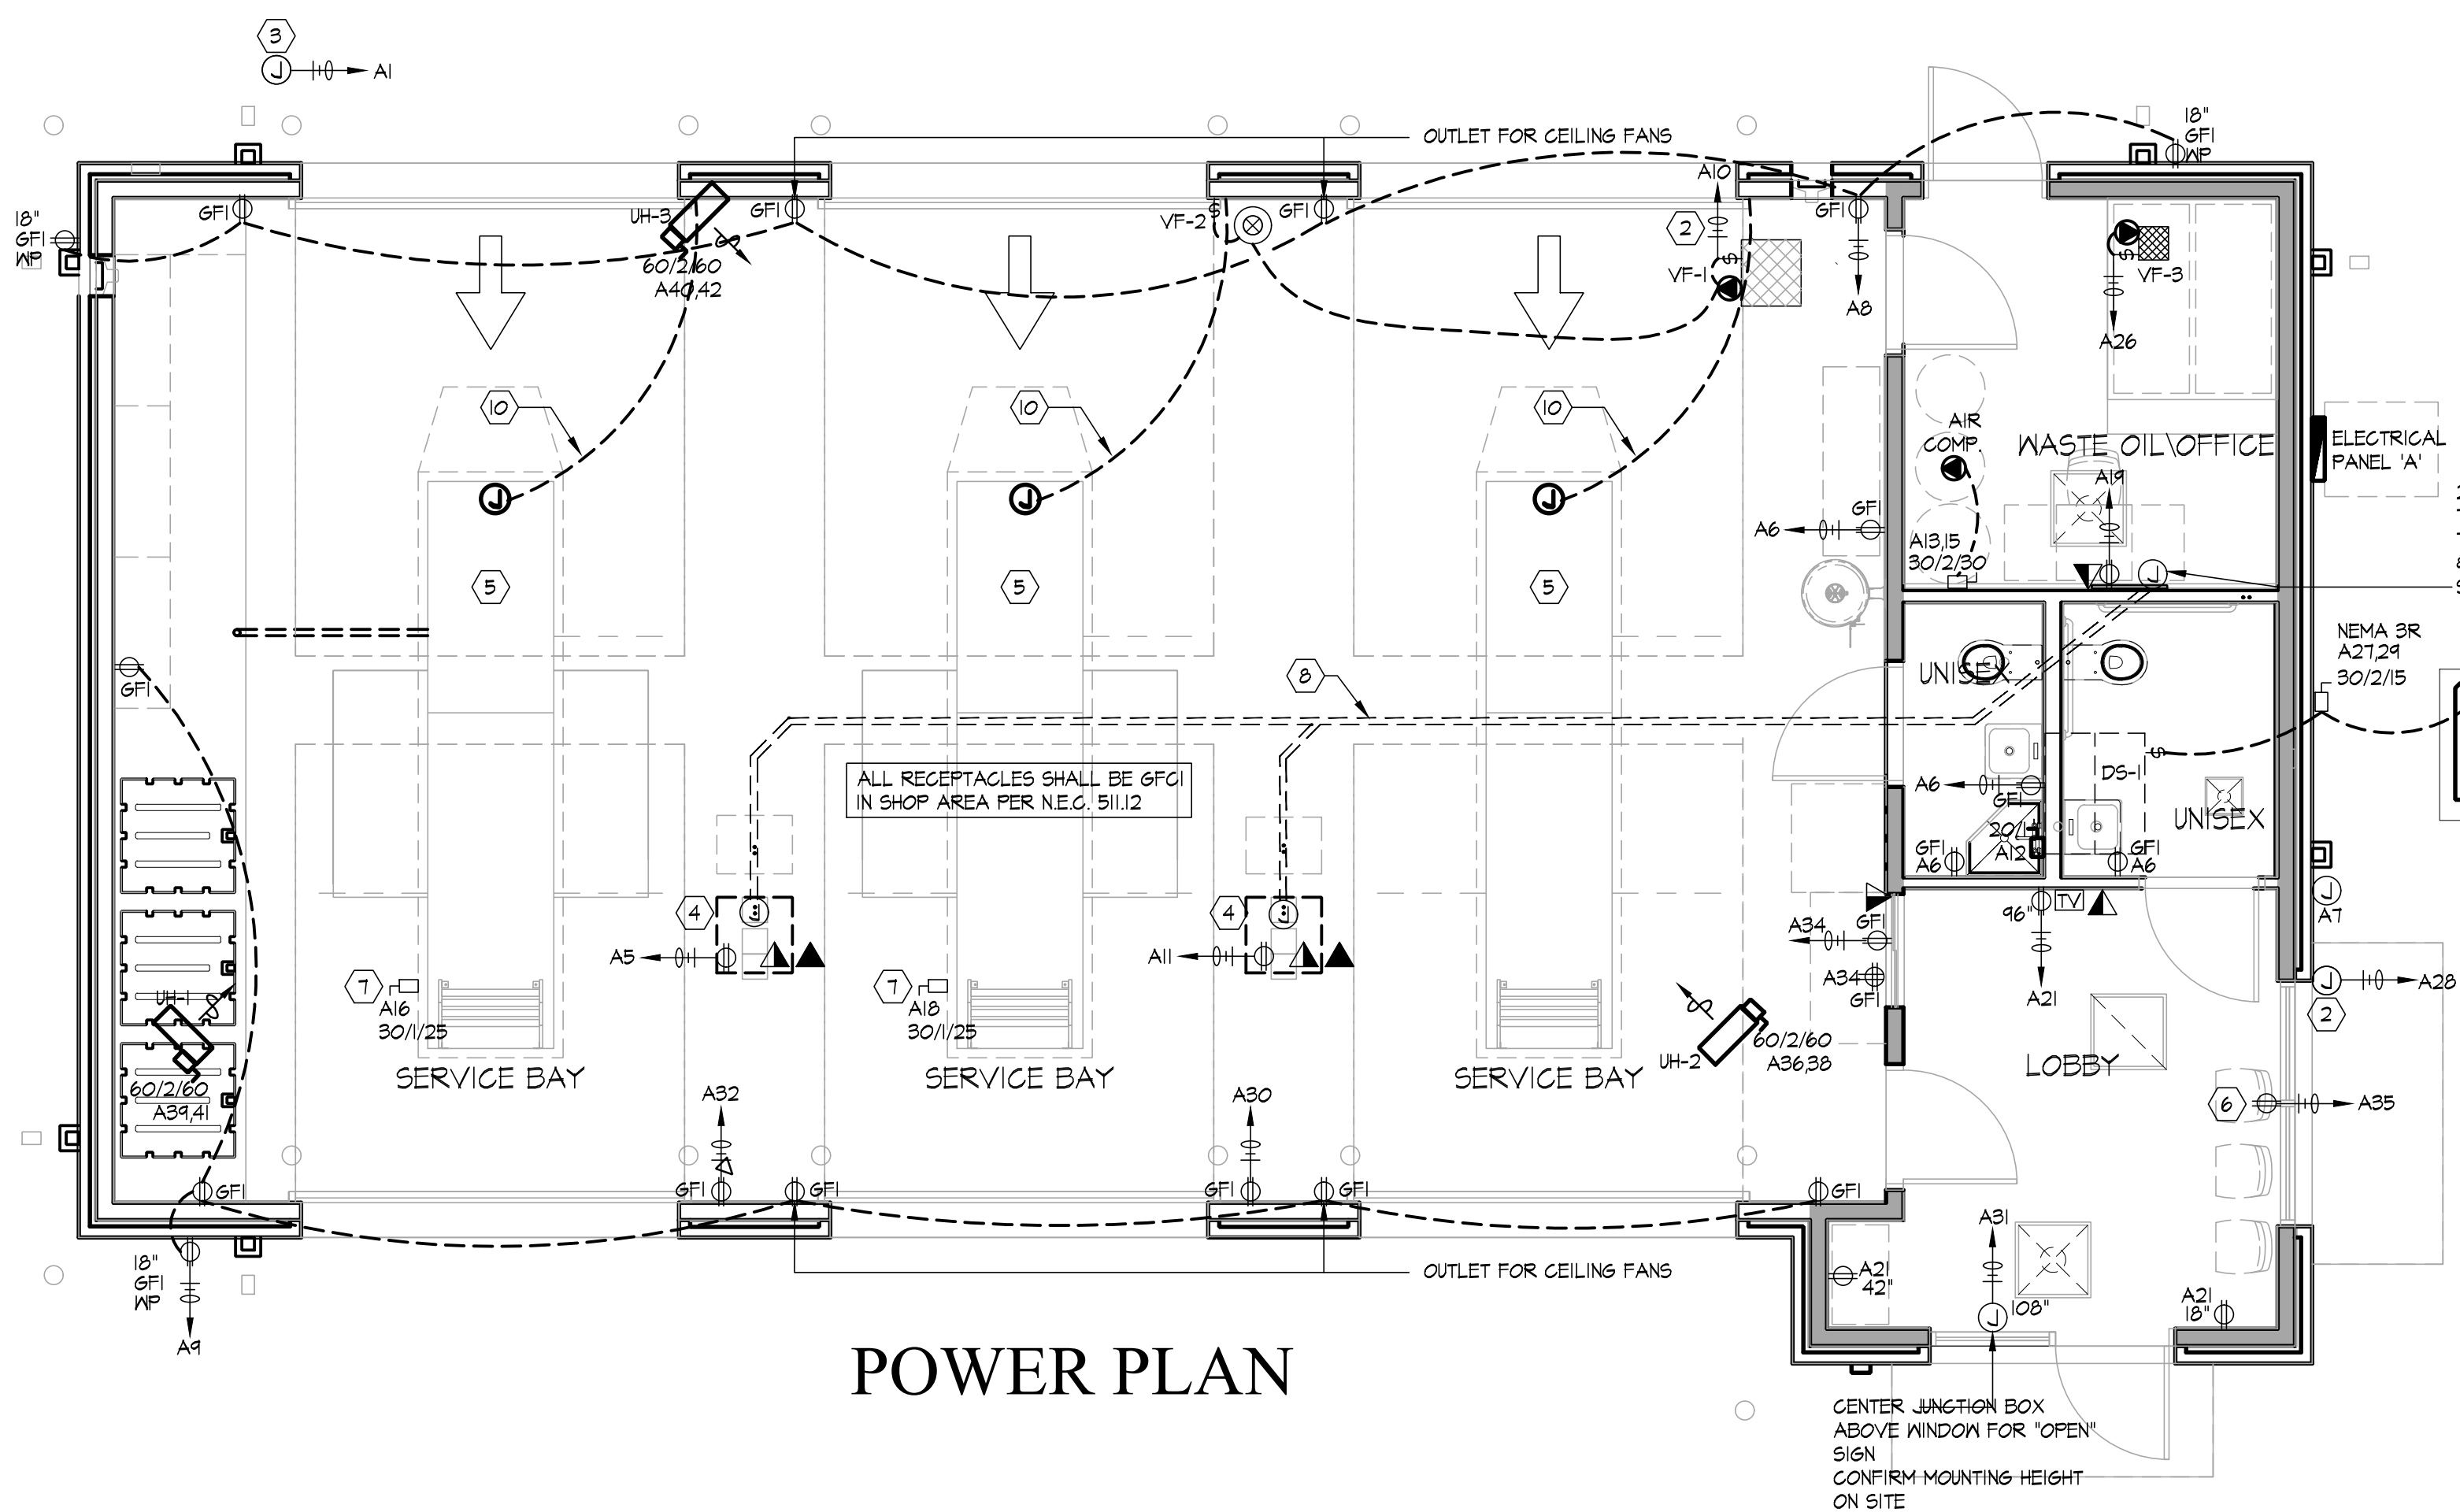 3
J A1
OUTLET FOR CEILING FANS
18"
GFI
WP
A10
18"
GFI
WP
GFI
UH-3
GFI
VF-2
S
GFI
2
GFI
60/2/60
A40,42
VF-1
S
A8
S
VF-3
A26
10
10
10
AIR
COMP.
WASTE OIL\OFFICE
ELECTRICAL
PANEL 'A'
A19
J
J
J
A6
GFI
A13,15
30/2/30
J
5
5
5
NEMA 3R
A27,29
30/2/15
GFI
8
UNISEX
ALL RECEPTACLES SHALL BE GFCI
IN SHOP AREA PER N.E.C. 511.12
DS-1
S
A6
GFI
UNISEX
20/1
A12
GFI
A6
GFI
A6
4
J
4
J
96"
TV
J
A7
A5
A11
A34
GFI
A34
GFI
A21
J A28
2
7
A16
30/1/25
7
A18
30/1/25
UH-1
60/2/60
A39,41
UH-2
60/2/60
A36,38
SERVICE BAY
SERVICE BAY
SERVICE BAY
LOBBY
A32
A30
6
A35
GFI
GFI
GFI
GFI
GFI
GFI
A31
18"
GFI
WP
OUTLET FOR CEILING FANS
A21
42"
J
108"
A21
18"
A9
POWER PLAN
CENTER JUNCTION BOX
ABOVE WINDOW FOR "OPEN"
SIGN
CONFIRM MOUNTING HEIGHT
ON SITE